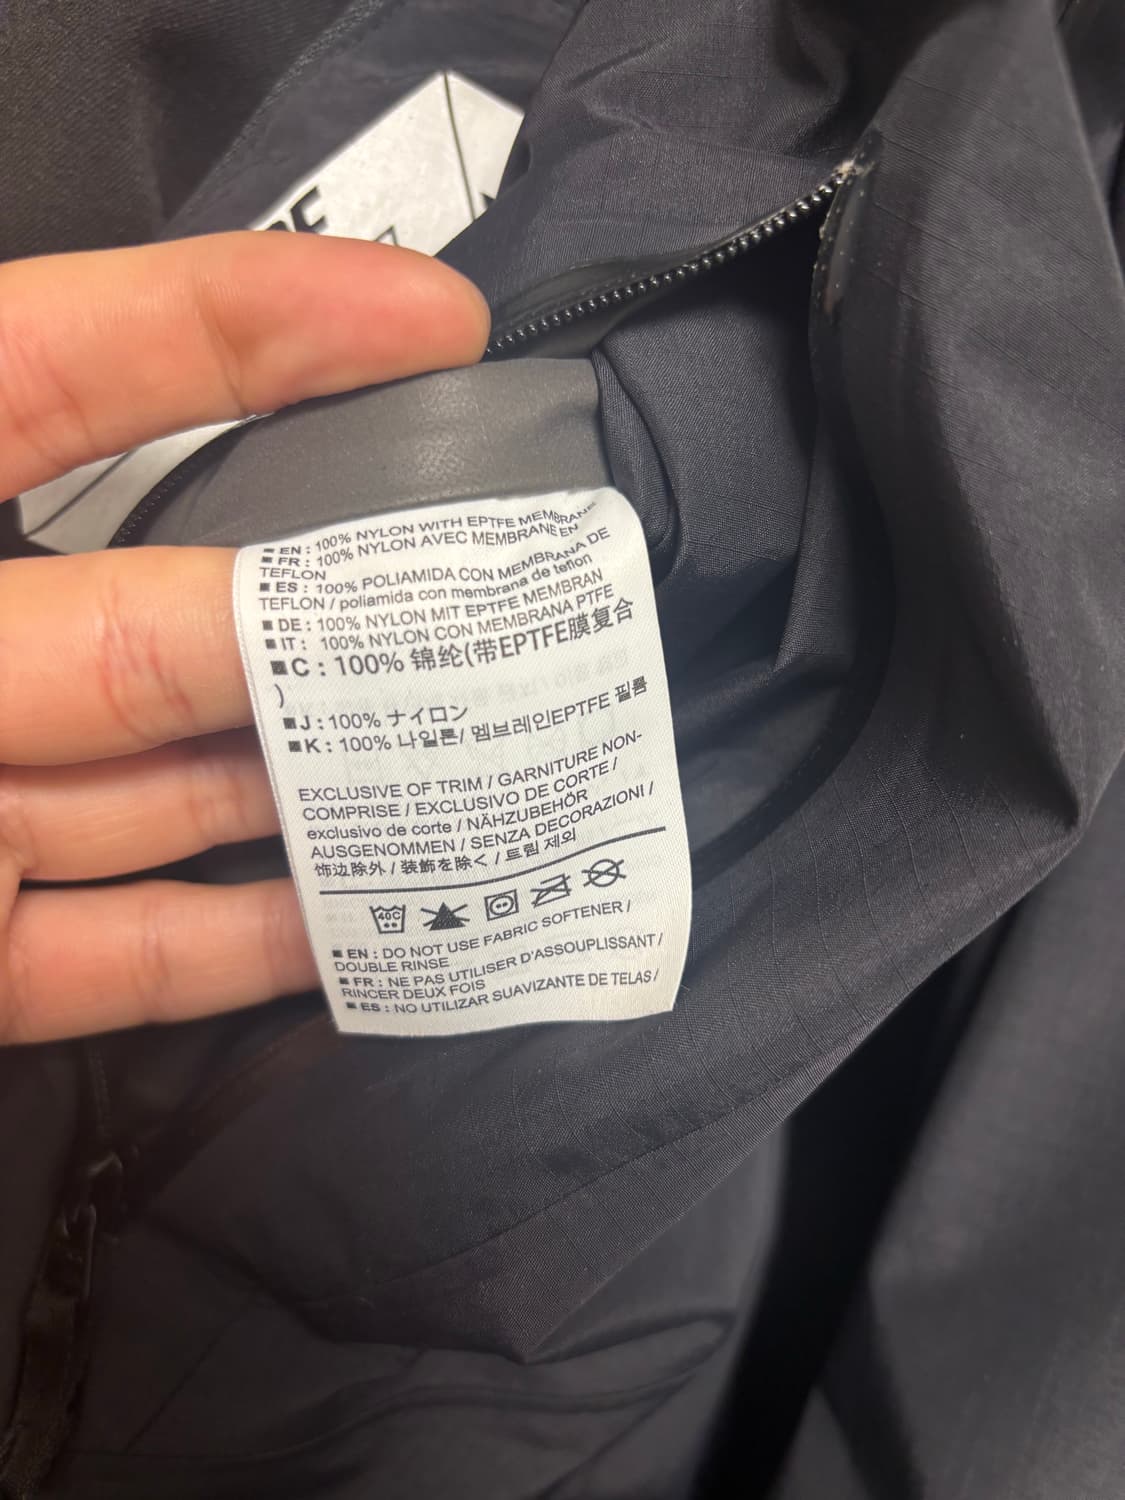 ■ EN : 100% NYLON WITH EPTFE MEMBRANE
■ FR : 100% NYLON AVEC MEMBRANE EN
TEFLON
■ ES : 100% POLIAMIDA CON MEMBRANA DE
TEFLON / poliamida con membrana de teflon
■ DE : 100% NYLON MIT EPTFE MEMBRAN
■ IT : 100% NYLON CON MEMBRANA PTFE
■ C : 100% 锦纶(带EPTFE膜复合
)
■ J : 100% ナイロン
■ K : 100% 나일론/ 멤브레인EPTFE 필름
EXCLUSIVE OF TRIM / GARNITURE NON-
COMPRISE / EXCLUSIVO DE CORTE /
exclusivo de corte / NÄHZUBEHÖR
AUSGENOMMEN / SENZA DECORAZIONI /
饰边除外 / 装飾を除く / 트림 제외
40C
■ EN : DO NOT USE FABRIC SOFTENER /
DOUBLE RINSE
■ FR : NE PAS UTILISER D'ASSOUPLISSANT /
RINCER DEUX FOIS
■ ES : NO UTILIZAR SUAVIZANTE DE TELAS /